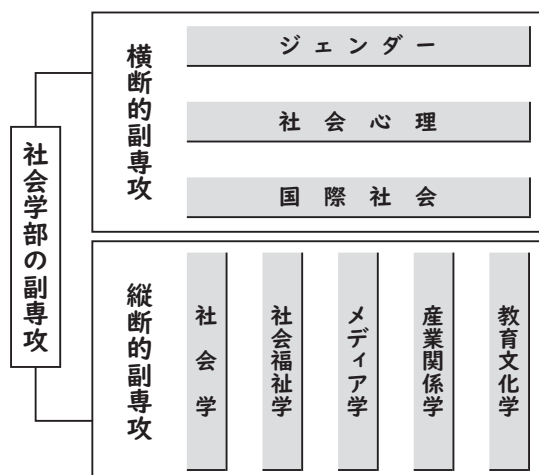 社会学部の副専攻
横断的副専攻
ジェンダー
社会心理
国際社会
縦断的副専攻
社会学
社会福祉学
メディア学
産業関係学
教育文化学